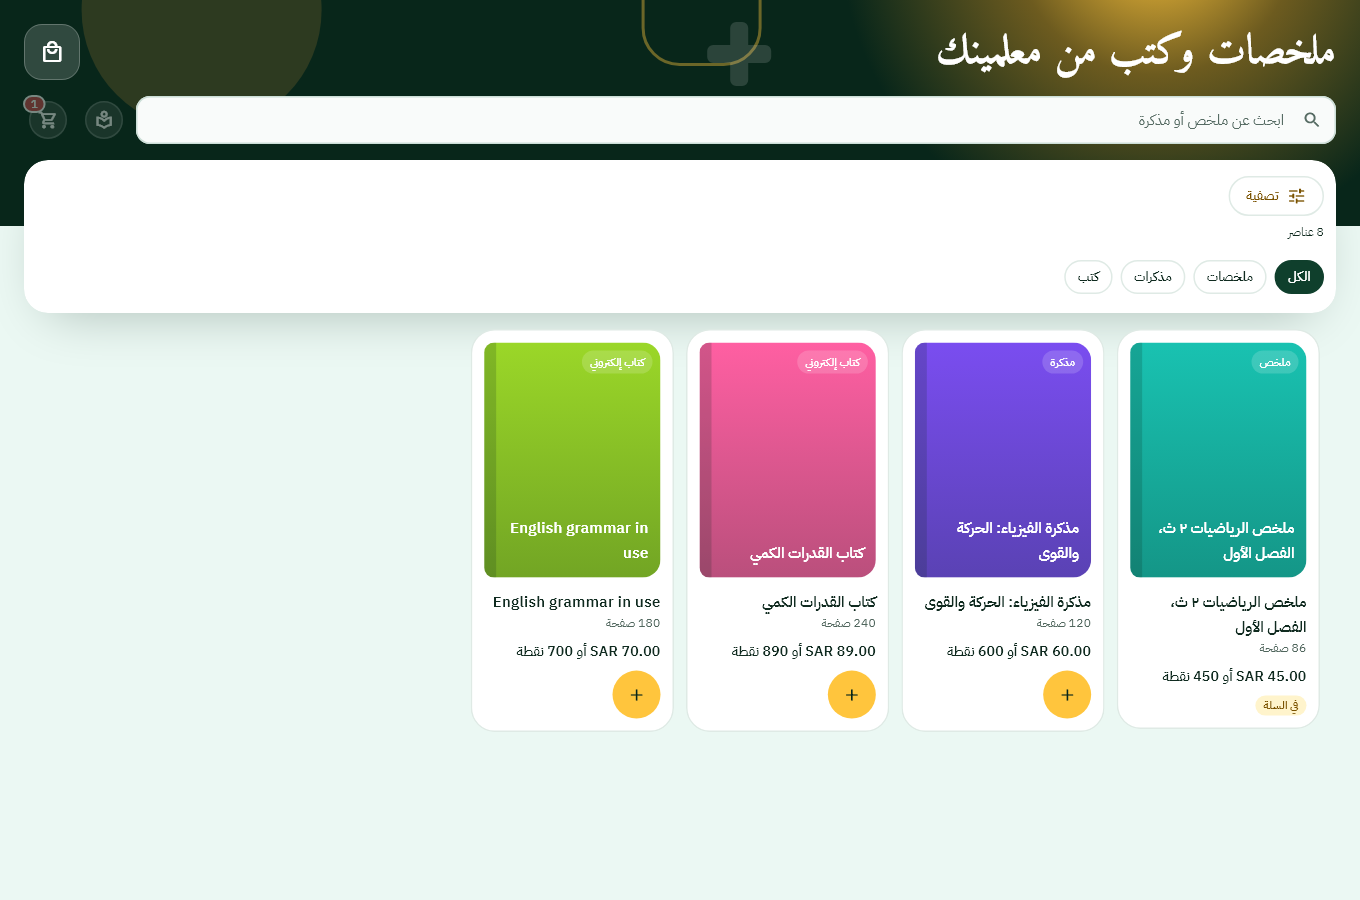 ملخصات وكتب من معلمينك
ابحث عن ملخص أو مذكرة
1
تصفية
8 عناصر
الكل
ملخصات
مذكرات
كتب
ملخص
ملخص الرياضيات ٢ ث،
الفصل الأول
ملخص الرياضيات ٢ ث،
الفصل الأول
86 صفحة
SAR 45.00 أو 450 نقطة
في السلة
مذكرة
مذكرة الفيزياء: الحركة
والقوى
مذكرة الفيزياء: الحركة والقوى
120 صفحة
SAR 60.00 أو 600 نقطة
كتاب إلكتروني
كتاب القدرات الكمي
كتاب القدرات الكمي
240 صفحة
SAR 89.00 أو 890 نقطة
كتاب إلكتروني
English grammar in
use
English grammar in use
180 صفحة
SAR 70.00 أو 700 نقطة